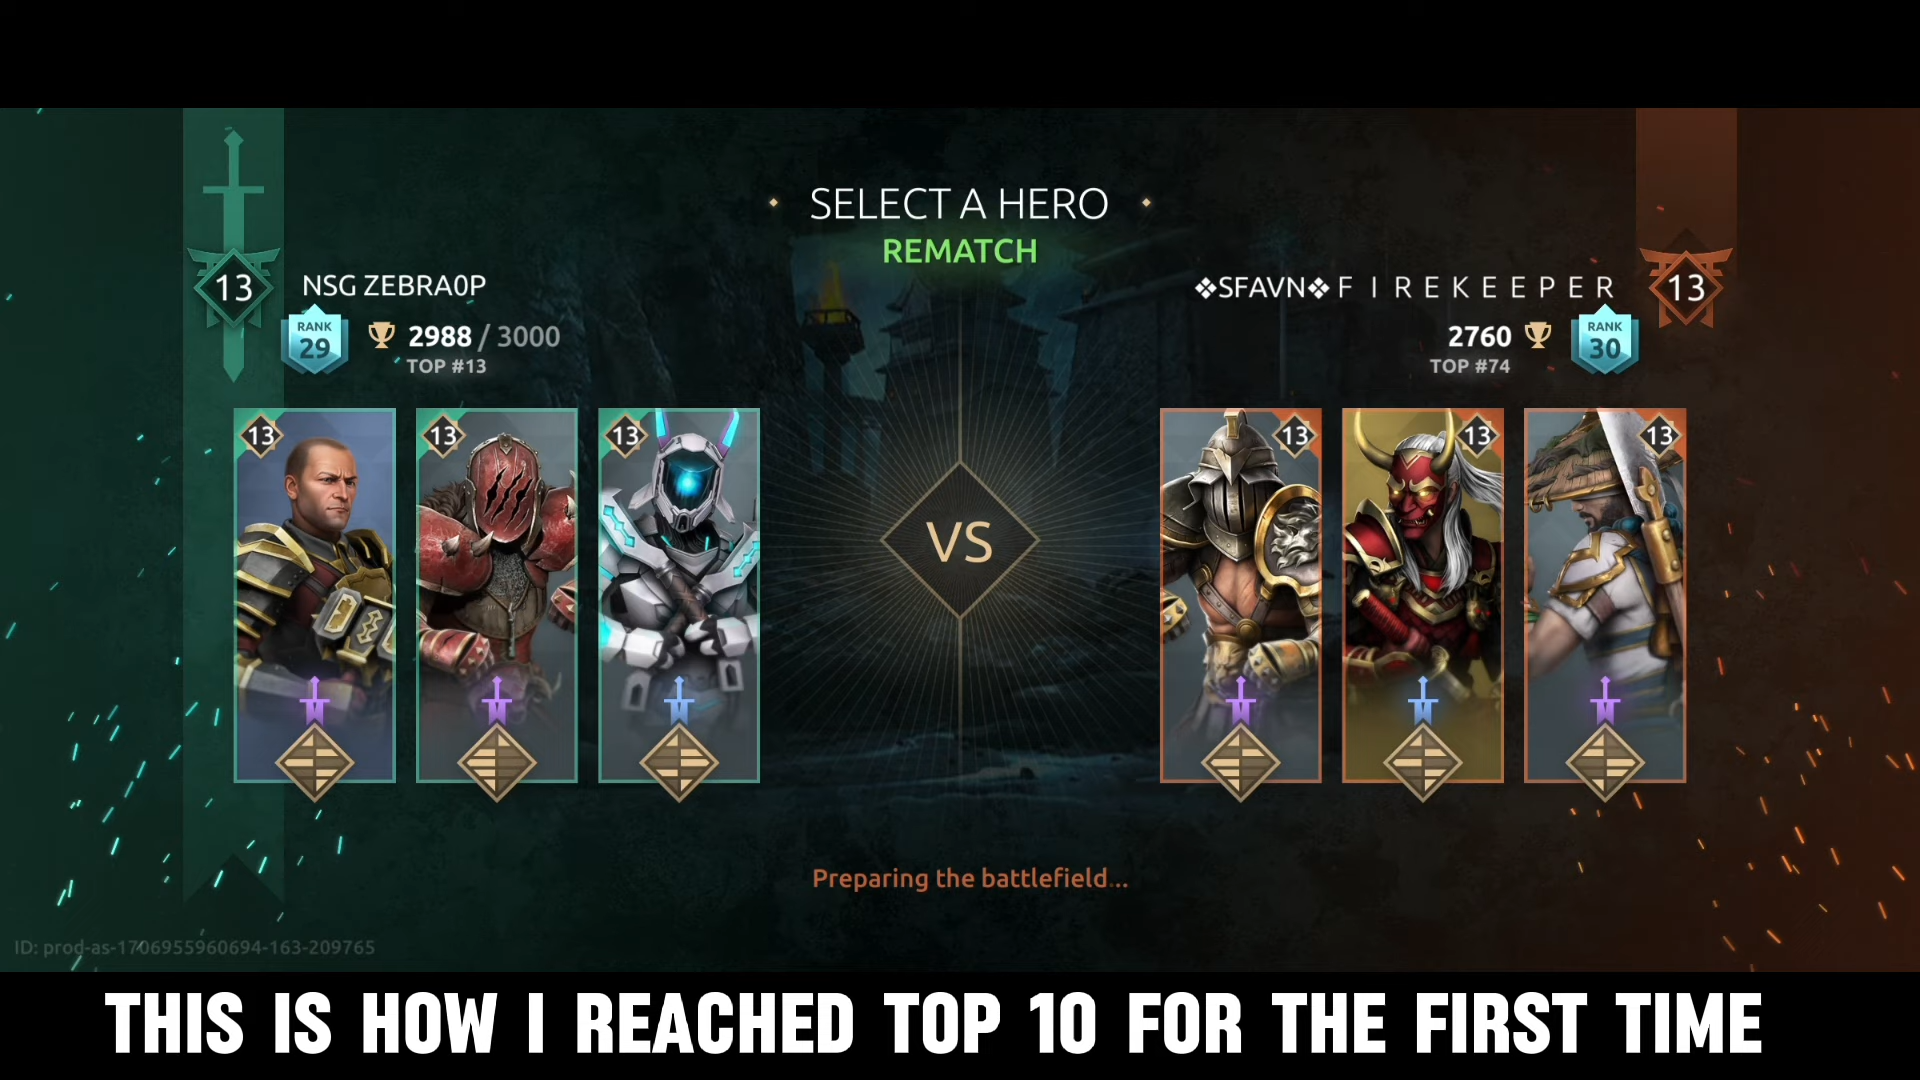 SELECT A HERO
REMATCH
13
NSG ZEBRA0P
RANK
29
2988 / 3000
TOP #13
❖SFAVN❖F I R E K E E P E R
13
2760
TOP #74
RANK
30
13
13
13
VS
13
13
13
Preparing the battlefield...
ID: prod-as-1706955960694-163-209765
THIS IS HOW I REACHED TOP 10 FOR THE FIRST TIME